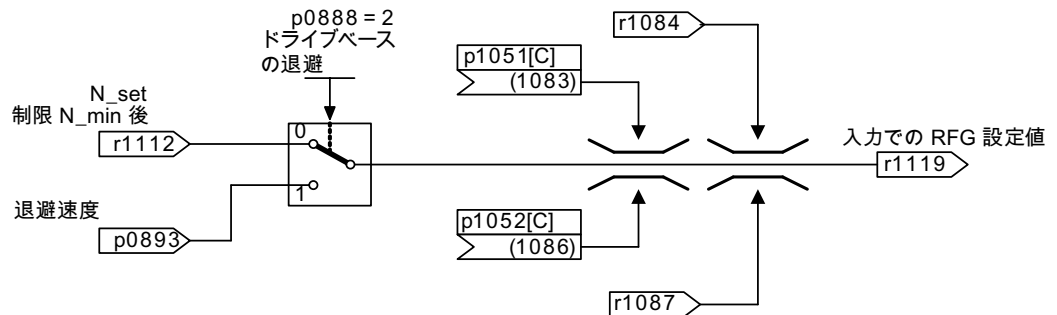 p0888 = 2
ドライブベース
の退避
N_set
制限 N_min 後
r1112
0
1
退避速度
p0893
p1051[C]
(1083)
r1084
p1052[C]
(1086)
r1087
入力での RFG 設定値
r1119